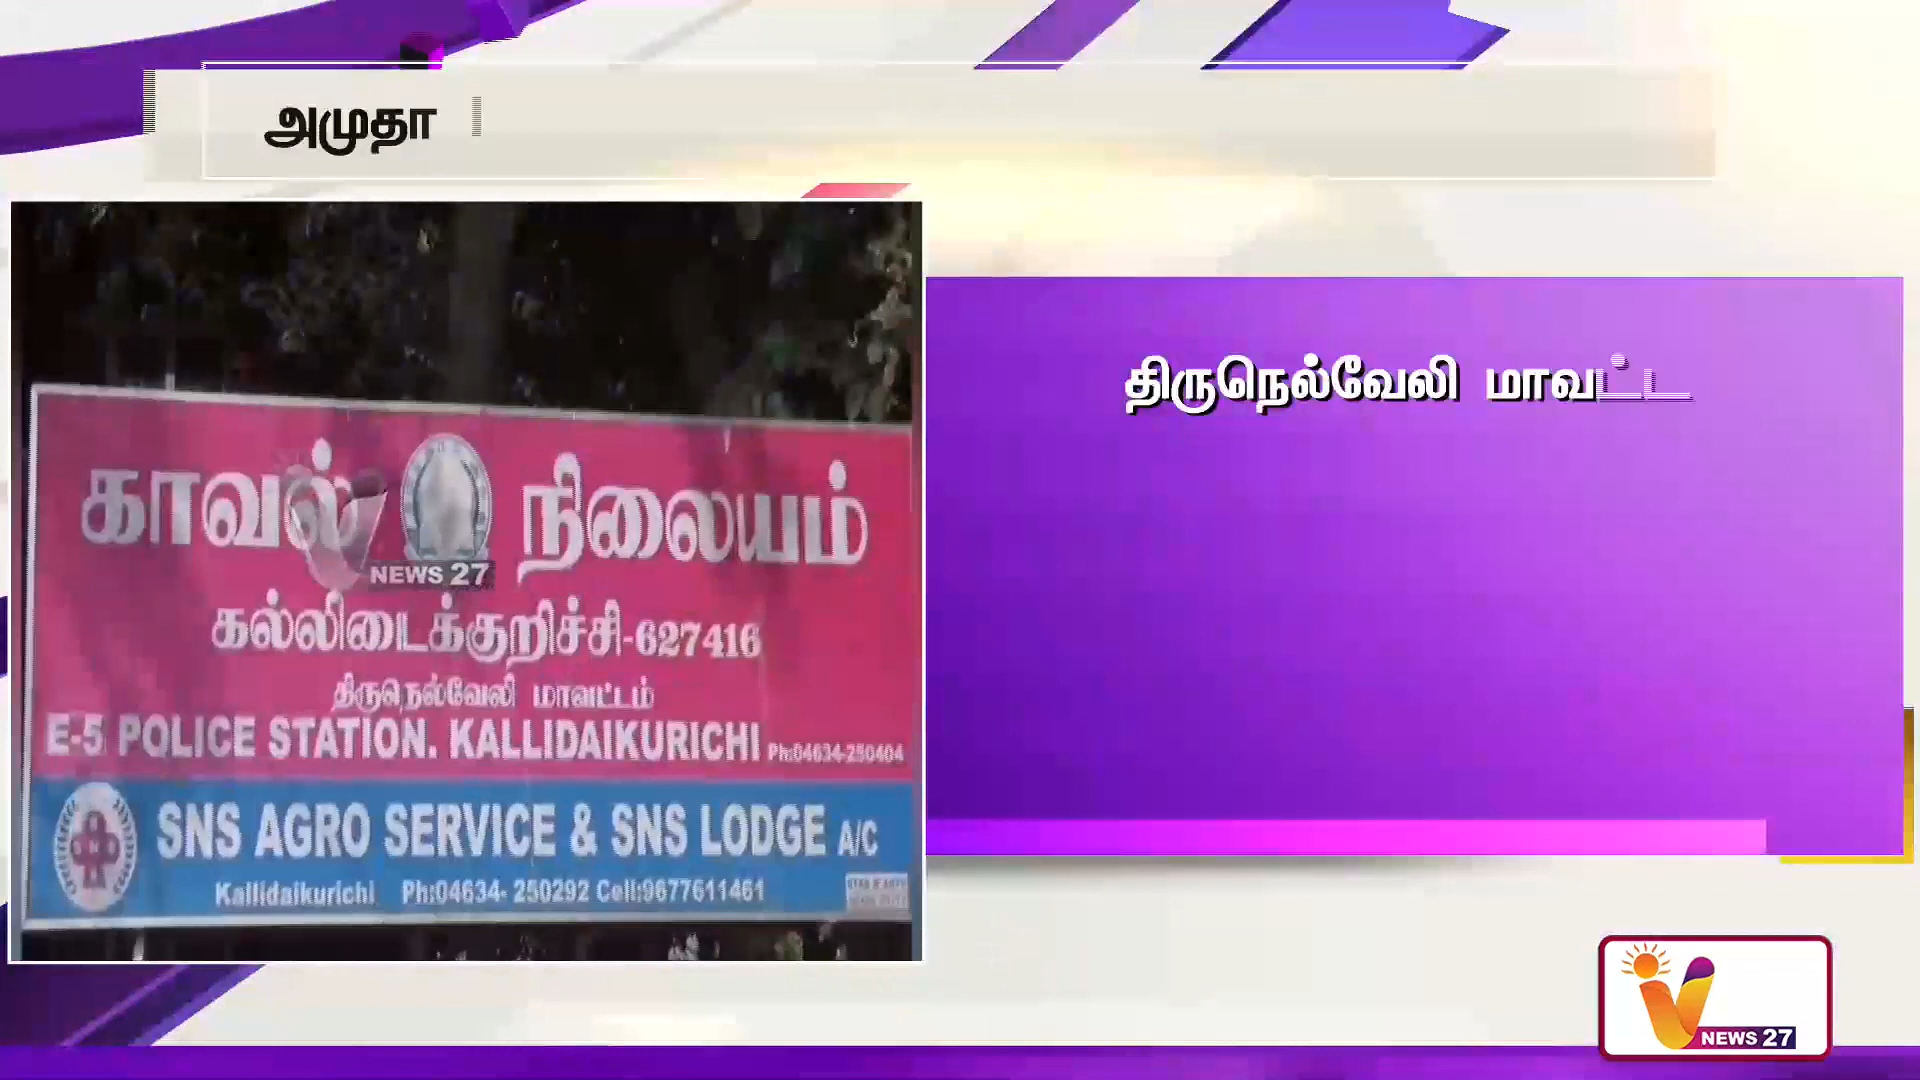 அமுதா
திருநெல்வேலி மாவட்ட
காவல் நிலையம்
NEWS 27
கல்லிடைக்குறிச்சி-627416
திருநெல்வேலி மாவட்டம்
E-5 POLICE STATION. KALLIDAIKURICHI Ph:04634-250404
SNS AGRO SERVICE & SNS LODGE A/C
Kallidaikurichi Ph:04634- 250292 Cell:9677611461
NEWS 27